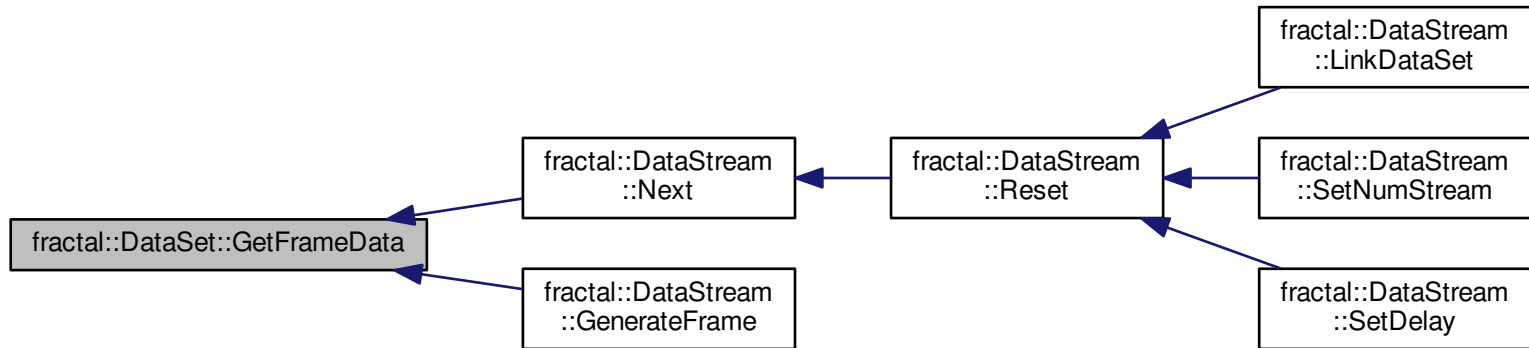 fractal::DataSet::GetFrameData
fractal::DataStream
::Next
fractal::DataStream
::GenerateFrame
fractal::DataStream
::Reset
fractal::DataStream
::LinkDataSet
fractal::DataStream
::SetNumStream
fractal::DataStream
::SetDelay